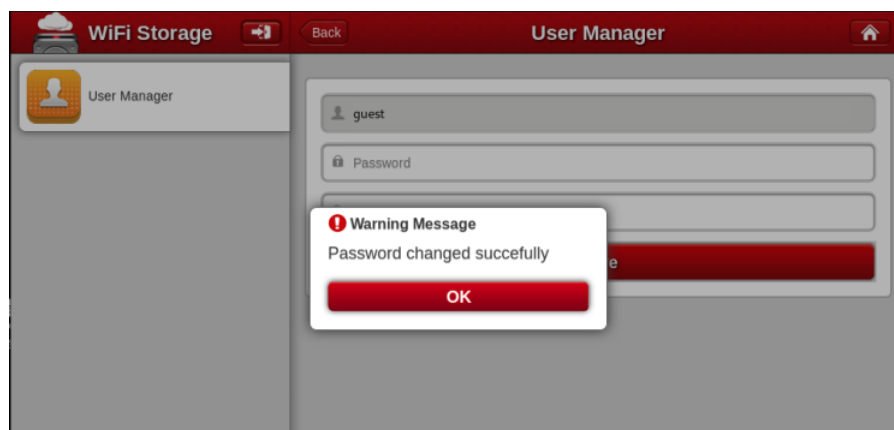 WiFi Storage
Back
User Manager
User Manager
guest
Password
Warning Message
Password changed succefully
OK
e